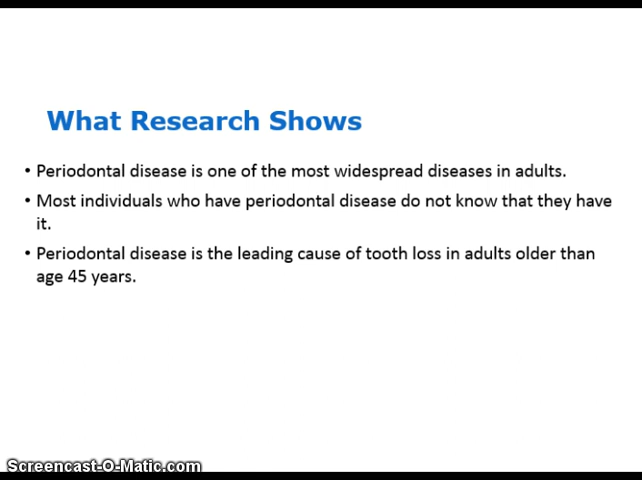 What Research Shows
• Periodontal disease is one of the most widespread diseases in adults.
• Most individuals who have periodontal disease do not know that they have
it.
• Periodontal disease is the leading cause of tooth loss in adults older than
age 45 years.
Screencast-O-Matic.com